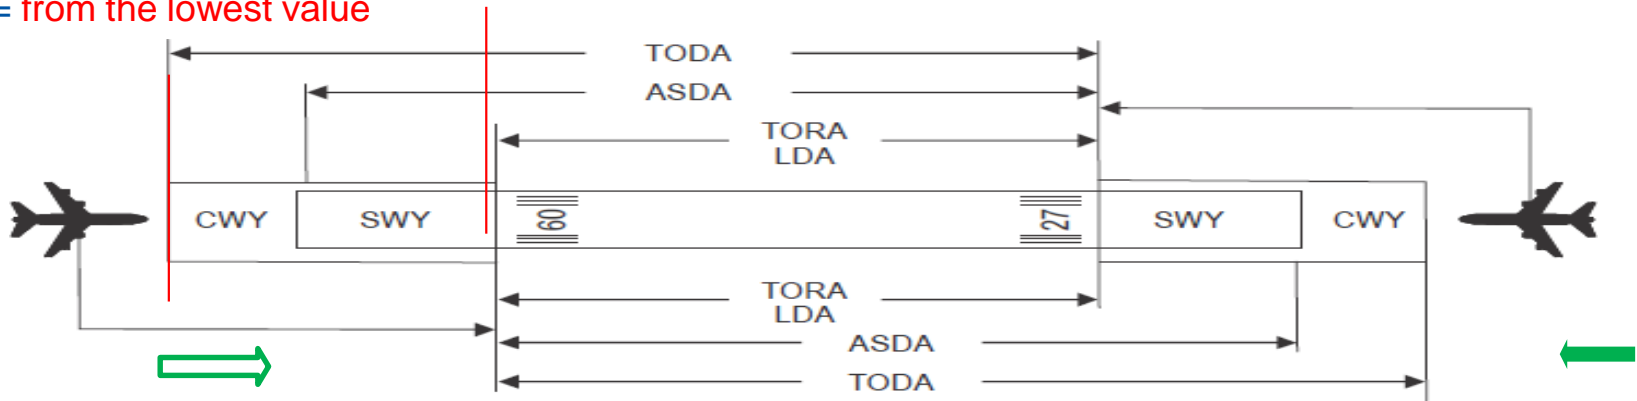 = from the lowest value
TODA
ASDA
TORA
LDA
CWY SWY 09 27 SWY CWY
TORA
LDA
ASDA
TODA